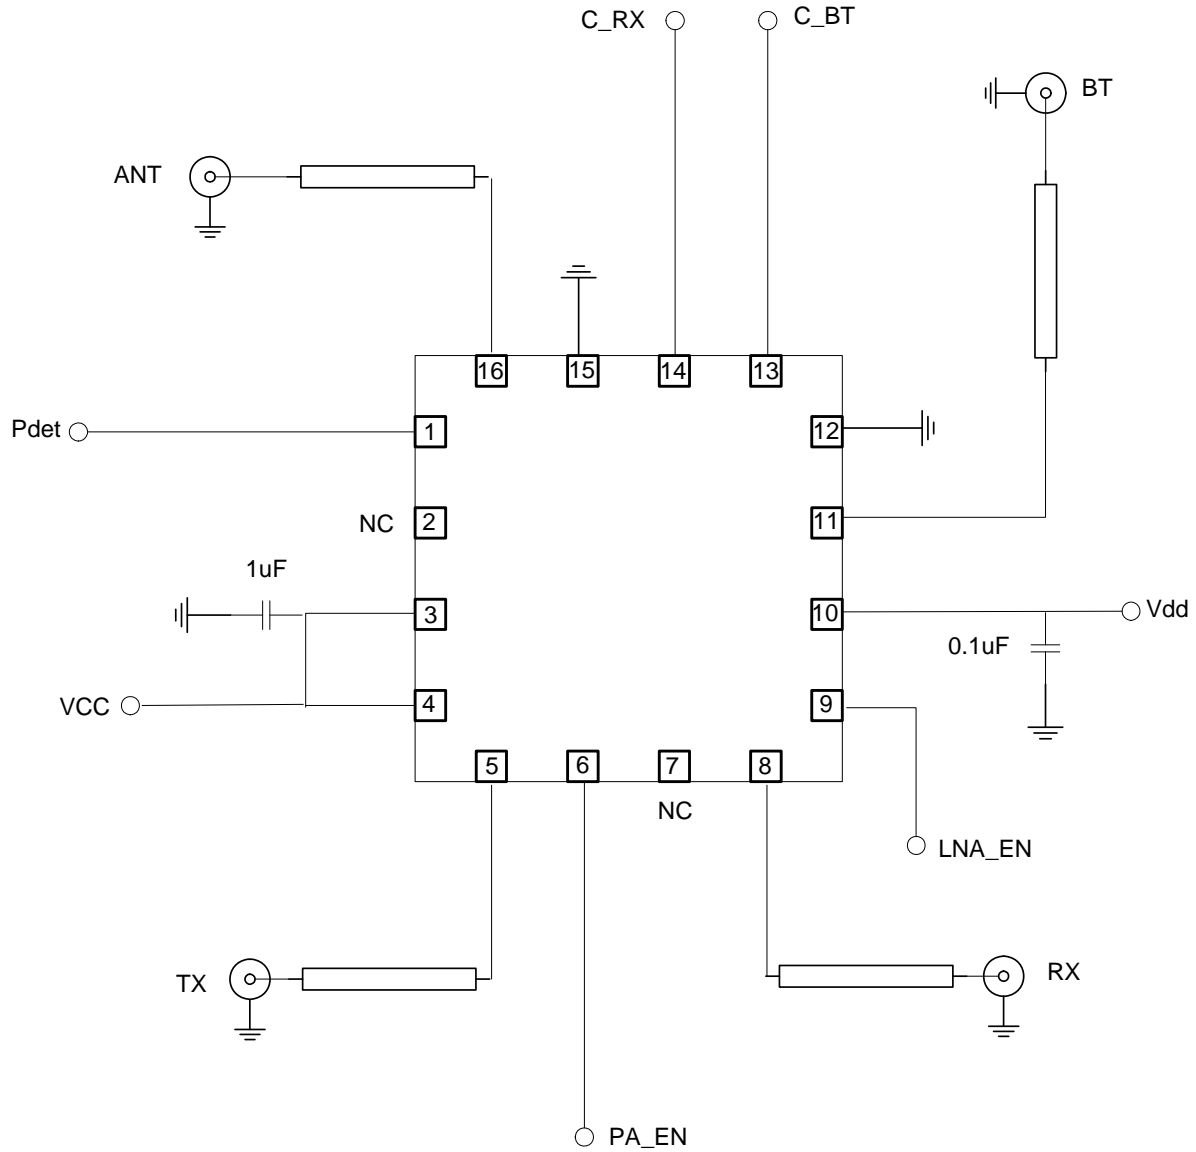 C_RX
C_BT
BT
ANT
16
15
14
13
Pdet
1
12
NC
2
11
1uF
3
10
Vdd
0.1uF
VCC
4
9
5
6
7
8
NC
LNA_EN
TX
RX
PA_EN